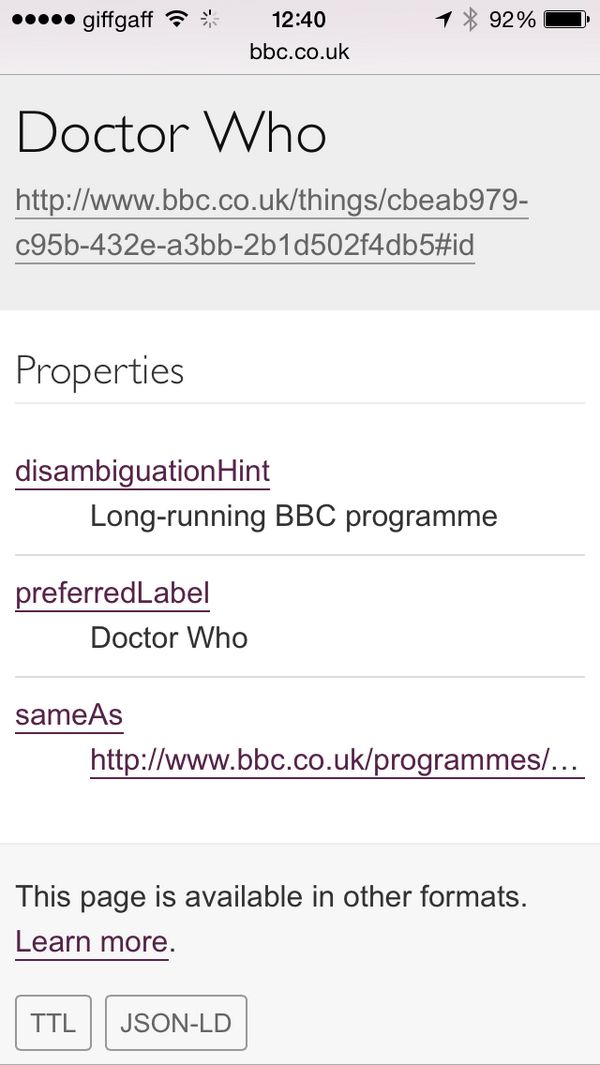 giffgaff 12:40 92%
bbc.co.uk
Doctor Who
http://www.bbc.co.uk/things/cbeab979-
c95b-432e-a3bb-2b1d502f4db5#id
Properties
disambiguationHint
Long-running BBC programme
preferredLabel
Doctor Who
sameAs
http://www.bbc.co.uk/programmes/…
This page is available in other formats.
Learn more.
TTL JSON-LD